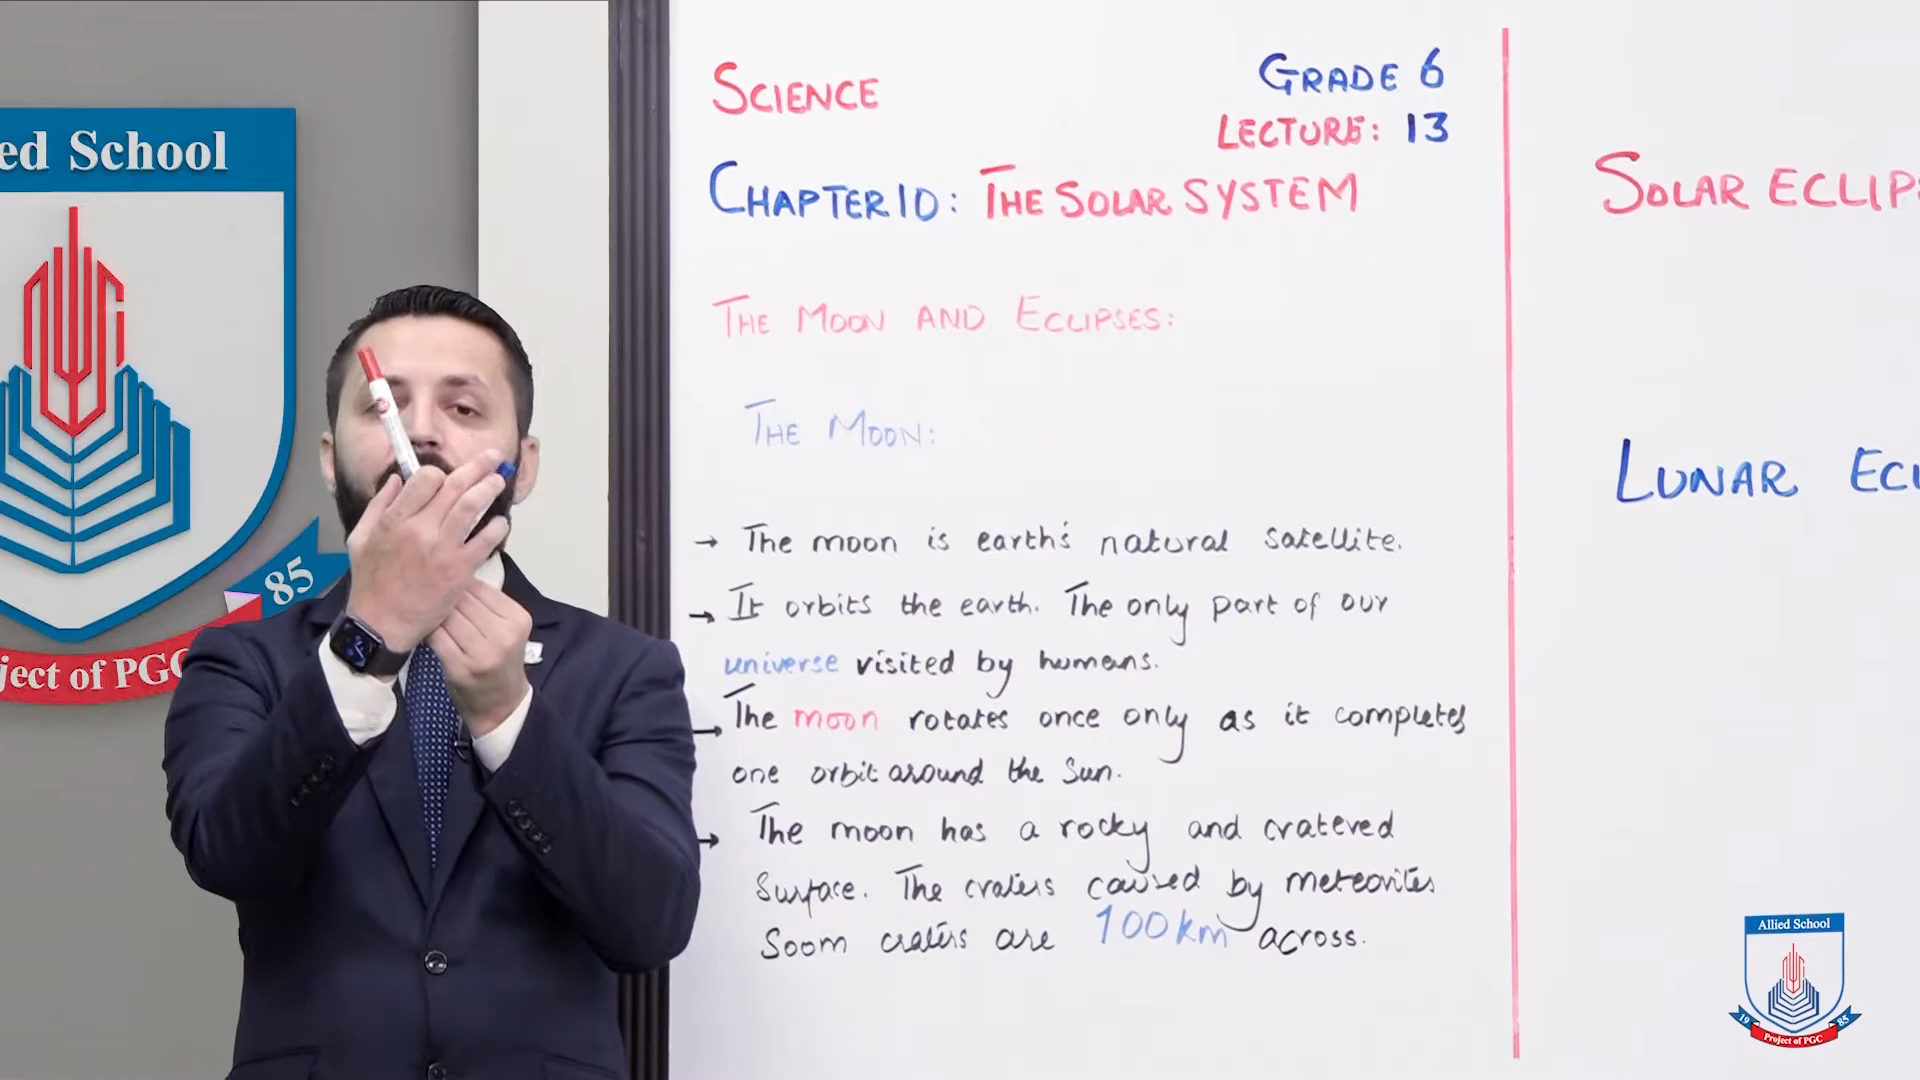 ed School
85
ject of PGC
SCIENCE
GRADE 6
LECTURE: 13
CHAPTER 10: THE SOLAR SYSTEM
THE MOON AND ECLIPSES:
THE MOON:
→ The moon is earth's natural satellite.
→ It orbits the earth. The only part of our
universe visited by humans.
→ The moon rotates once only as it completes
one orbit around the Sun.
→ The moon has a rocky and cratered
Surface. The craters caused by meteorites
Soom craters are 100km across.
SOLAR ECLIPS
LUNAR ECL
Allied School
19 85
Project of PGC